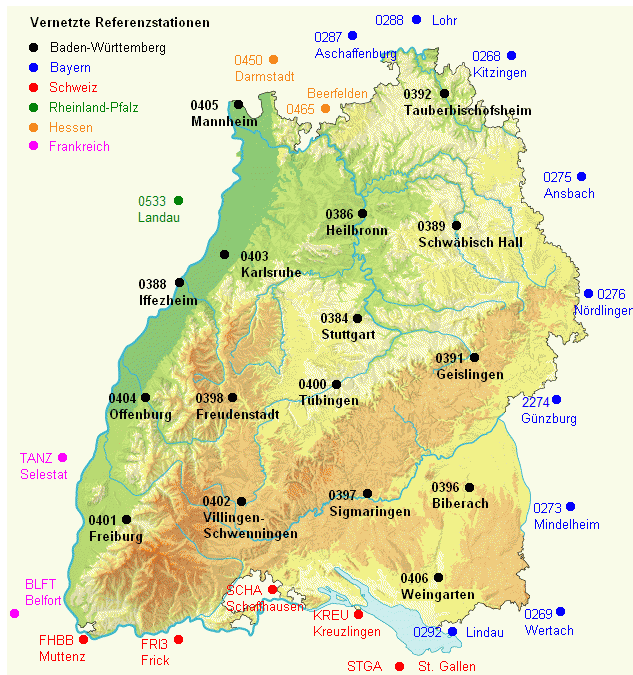 Vernetzte Referenzstationen
Baden-Württemberg
Bayern
Schweiz
Rheinland-Pfalz
Hessen
Frankreich
0288 Lohr
0287
Aschaffenburg
0268
Kitzingen
0450
Darmstadt
Beerfelden
0465
0405
Mannheim
0392
Tauberbischofsheim
0275
Ansbach
0533
Landau
0386
Heilbronn
0389
Schwäbisch Hall
0403
Karlsruhe
0388
Iffezheim
0276
Nördlingen
0384
Stuttgart
0391
Geislingen
0404
Offenburg
0398
Freudenstadt
0400
Tübingen
2274
Günzburg
TANZ
Selestat
0402
Villingen-
Schwenningen
0397
Sigmaringen
0396
Biberach
0273
Mindelheim
0401
Freiburg
BLFT
Belfort
SCHA
Schafhausen
0406
Weingarten
KREU
Kreuzlingen
0292 Lindau
0269
Wertach
FHBB
Muttenz
FRI3
Frick
STGA St. Gallen